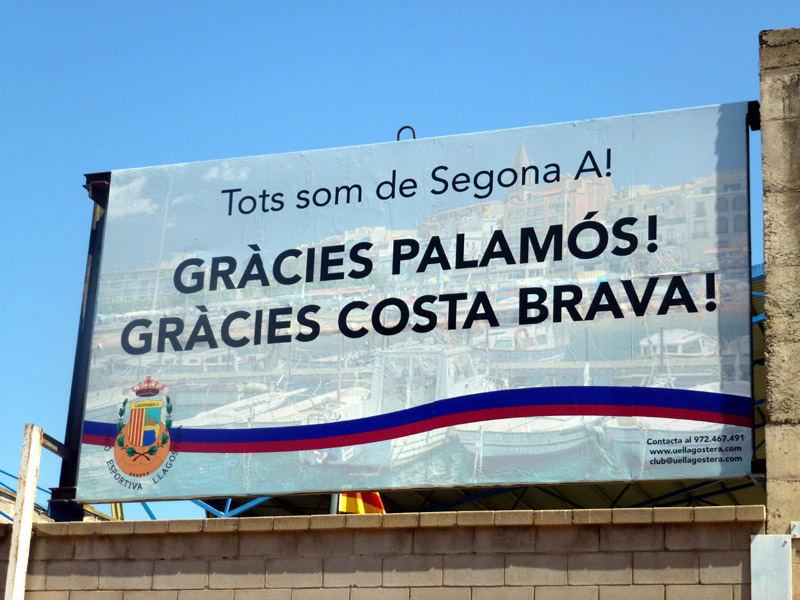 Tots som de Segona A!
GRÀCIES PALAMÓS!
GRÀCIES COSTA BRAVA!
ESPORTIVA LLAGOS
Contacta al 972.467.491
www.uellagostera.com
club@uellagostera.com